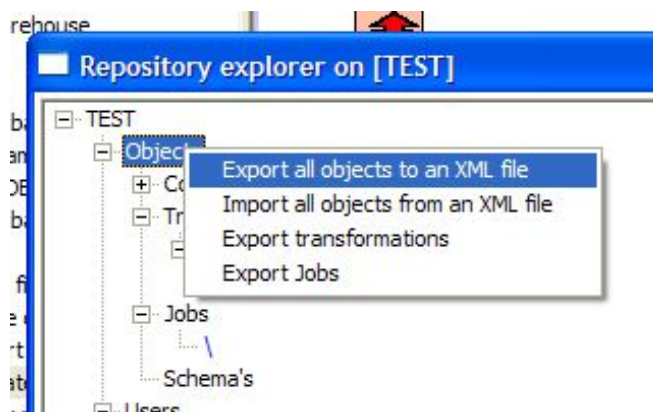 rehouse
Repository explorer on [TEST]
TEST
Export all objects to an XML file
Import all objects from an XML file
Export transformations
Export Jobs
Jobs
\
Schema's
Users